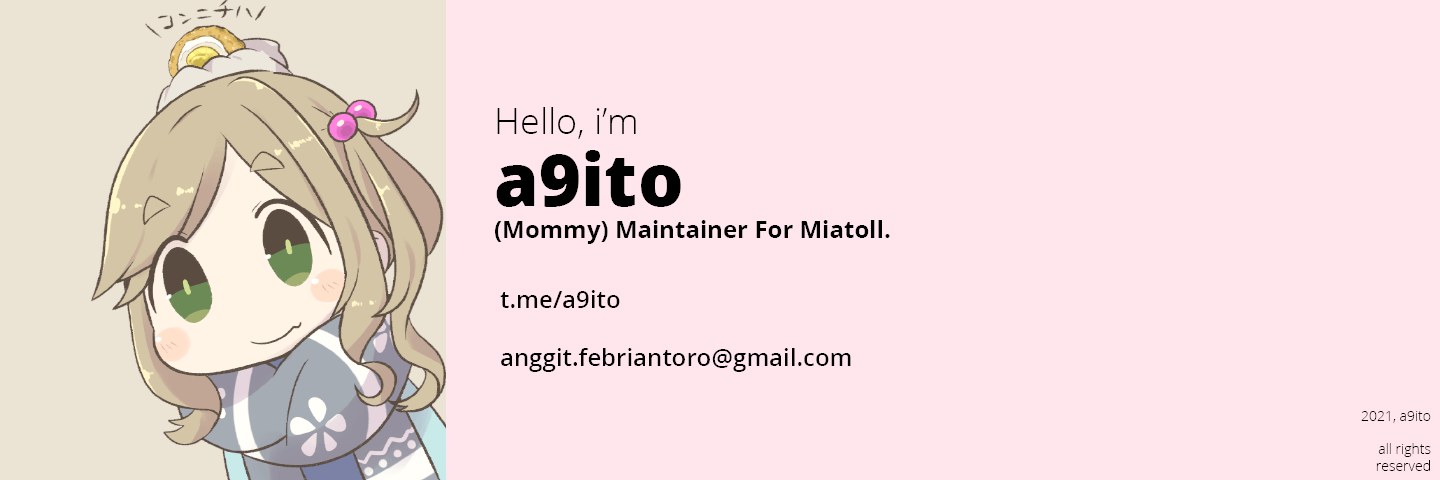 コンニチハ
Hello, i’m
a9ito
(Mommy) Maintainer For Miatoll.
t.me/a9ito
anggit.febriantoro@gmail.com
2021, a9ito
all rights
reserved